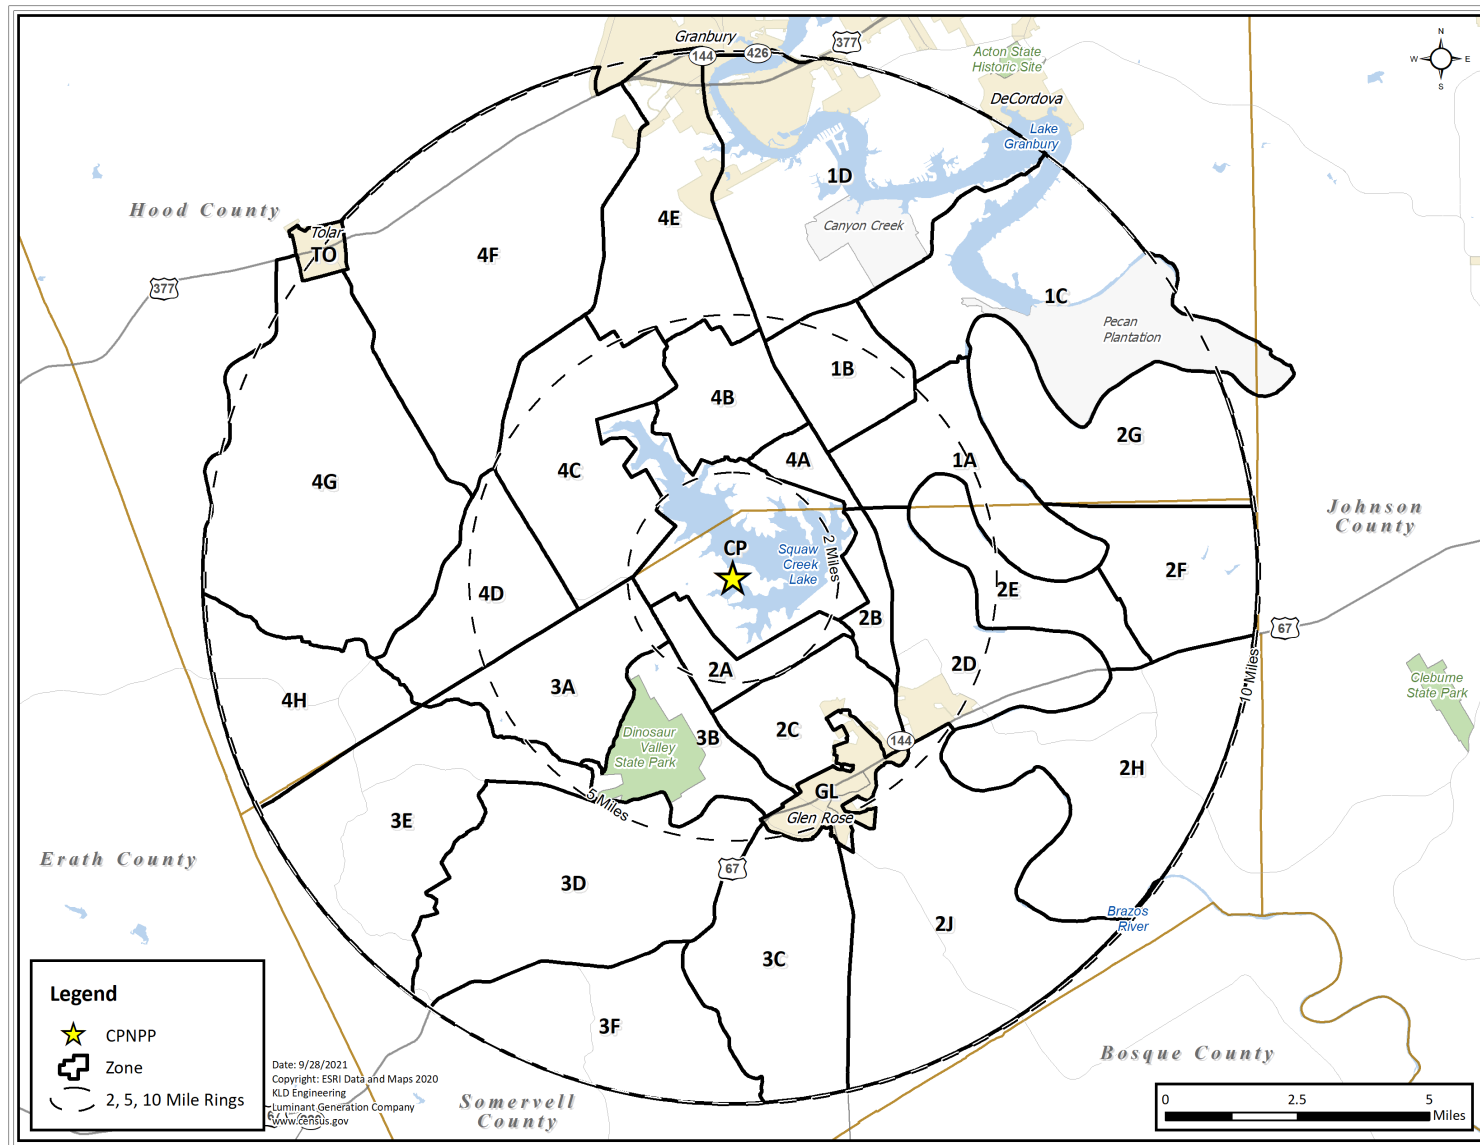 Granbury
144
426
377
Acton State
Historic Site
N
W
E
S
DeCordova
Lake
Granbury
1D
Hood County
4E
Canyon Creek
Tolar
TO
4F
377
1C
Pecan
Plantation
1B
4B
2G
4G
4C
4A
1A
Johnson
County
CP
Squaw
Creek
Lake
2 Miles
2F
4D
2E
2B
67
2D
2A
10 Miles
Cleburne
State Park
3A
4H
2C
3B
Dinosaur
Valley
State Park
144
2H
GL
5 Miles
Glen Rose
3E
Erath County
67
3D
Brazos
River
2J
3C
Legend
CPNPP
Zone
2, 5, 10 Mile Rings
3F
Bosque County
Date: 9/28/2021
Copyright: ESRI Data and Maps 2020
KLD Engineering
Luminant Generation Company
www.census.gov
Somervell
County
0
2.5
5
Miles